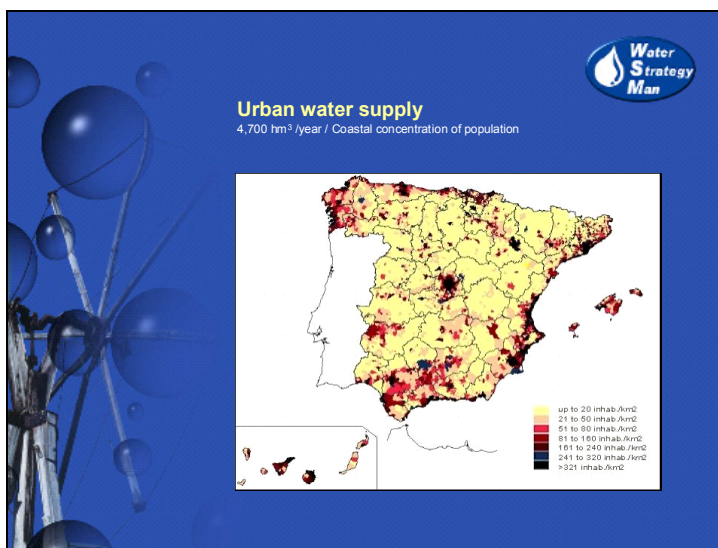 Water
Strategy
Man
Urban water supply
4,700 hm³ /year / Coastal concentration of population
up to 20 inhab./km2
21 to 50 inhab./km2
51 to 80 inhab./km2
81 to 160 inhab./km2
161 to 240 inhab./km2
241 to 320 inhab./km2
>321 inhab./km2